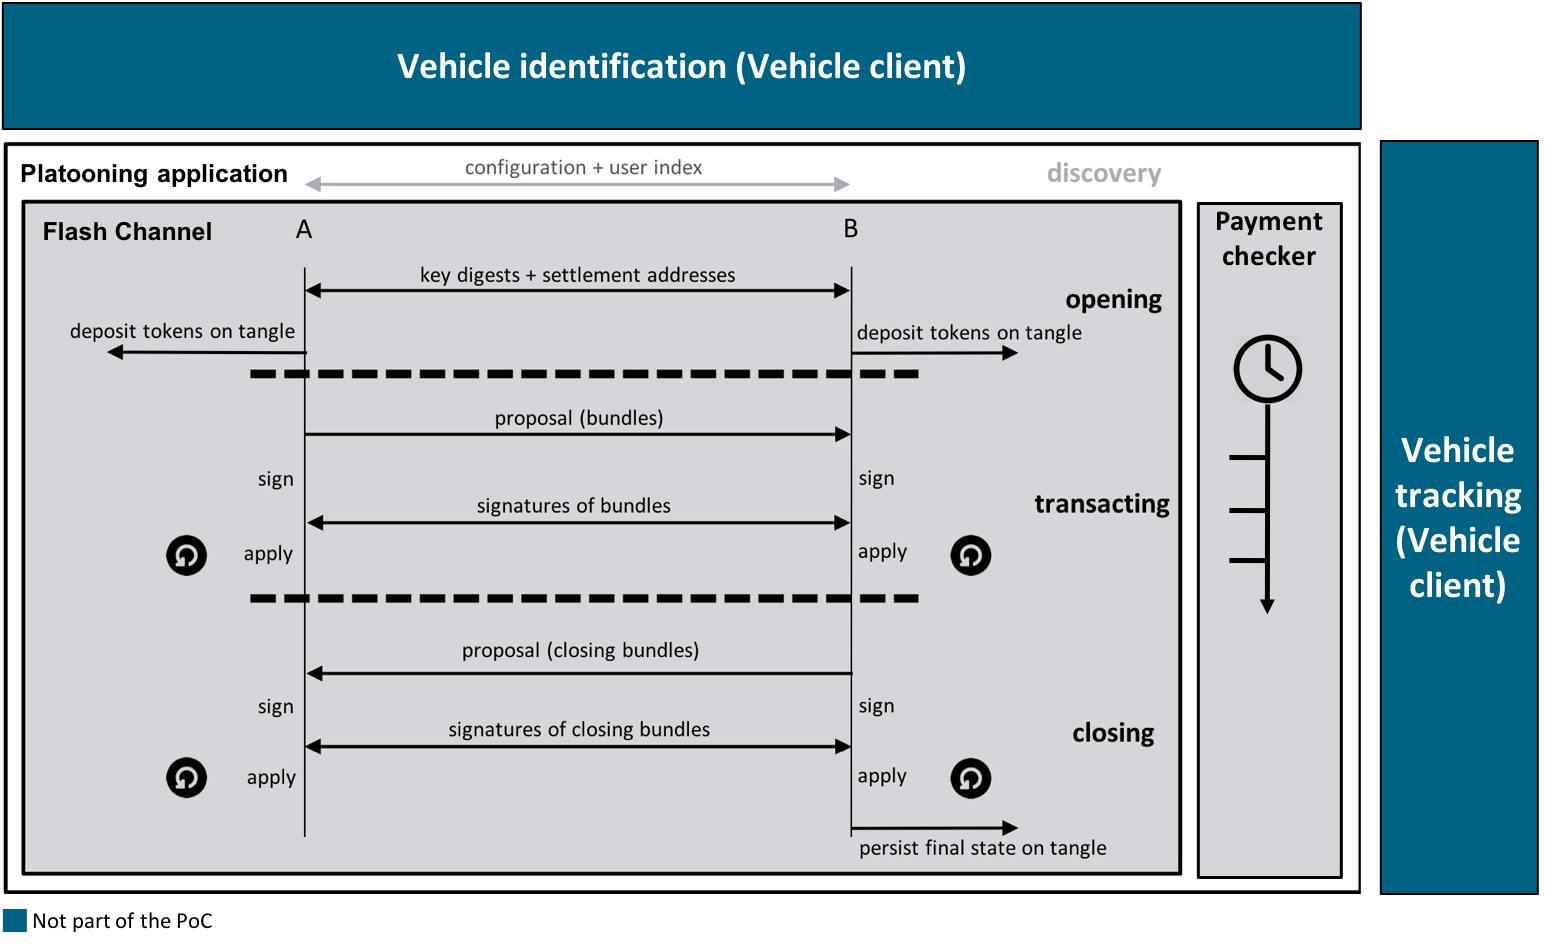 Vehicle identification (Vehicle client)
Platooning application
configuration + user index
discovery
Flash Channel
A
B
Payment
checker
key digests + settlement addresses
opening
deposit tokens on tangle
deposit tokens on tangle
proposal (bundles)
sign
sign
signatures of bundles
transacting
apply
apply
proposal (closing bundles)
sign
sign
signatures of closing bundles
closing
apply
apply
persist final state on tangle
Vehicle
tracking
(Vehicle
client)
Not part of the PoC